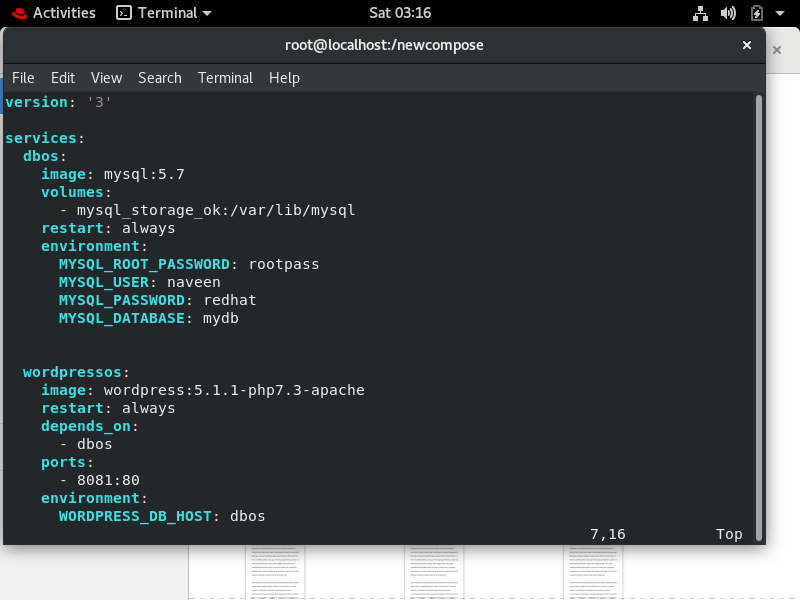 Activities Terminal Sat 03:16
root@localhost:/newcompose
File Edit View Search Terminal Help
version: '3'
services:
dbos:
image: mysql:5.7
volumes:
- mysql_storage_ok:/var/lib/mysql
restart: always
environment:
MYSQL_ROOT_PASSWORD: rootpass
MYSQL_USER: naveen
MYSQL_PASSWORD: redhat
MYSQL_DATABASE: mydb
wordpressos:
image: wordpress:5.1.1-php7.3-apache
restart: always
depends_on:
- dbos
ports:
- 8081:80
environment:
WORDPRESS_DB_HOST: dbos
7,16 Top